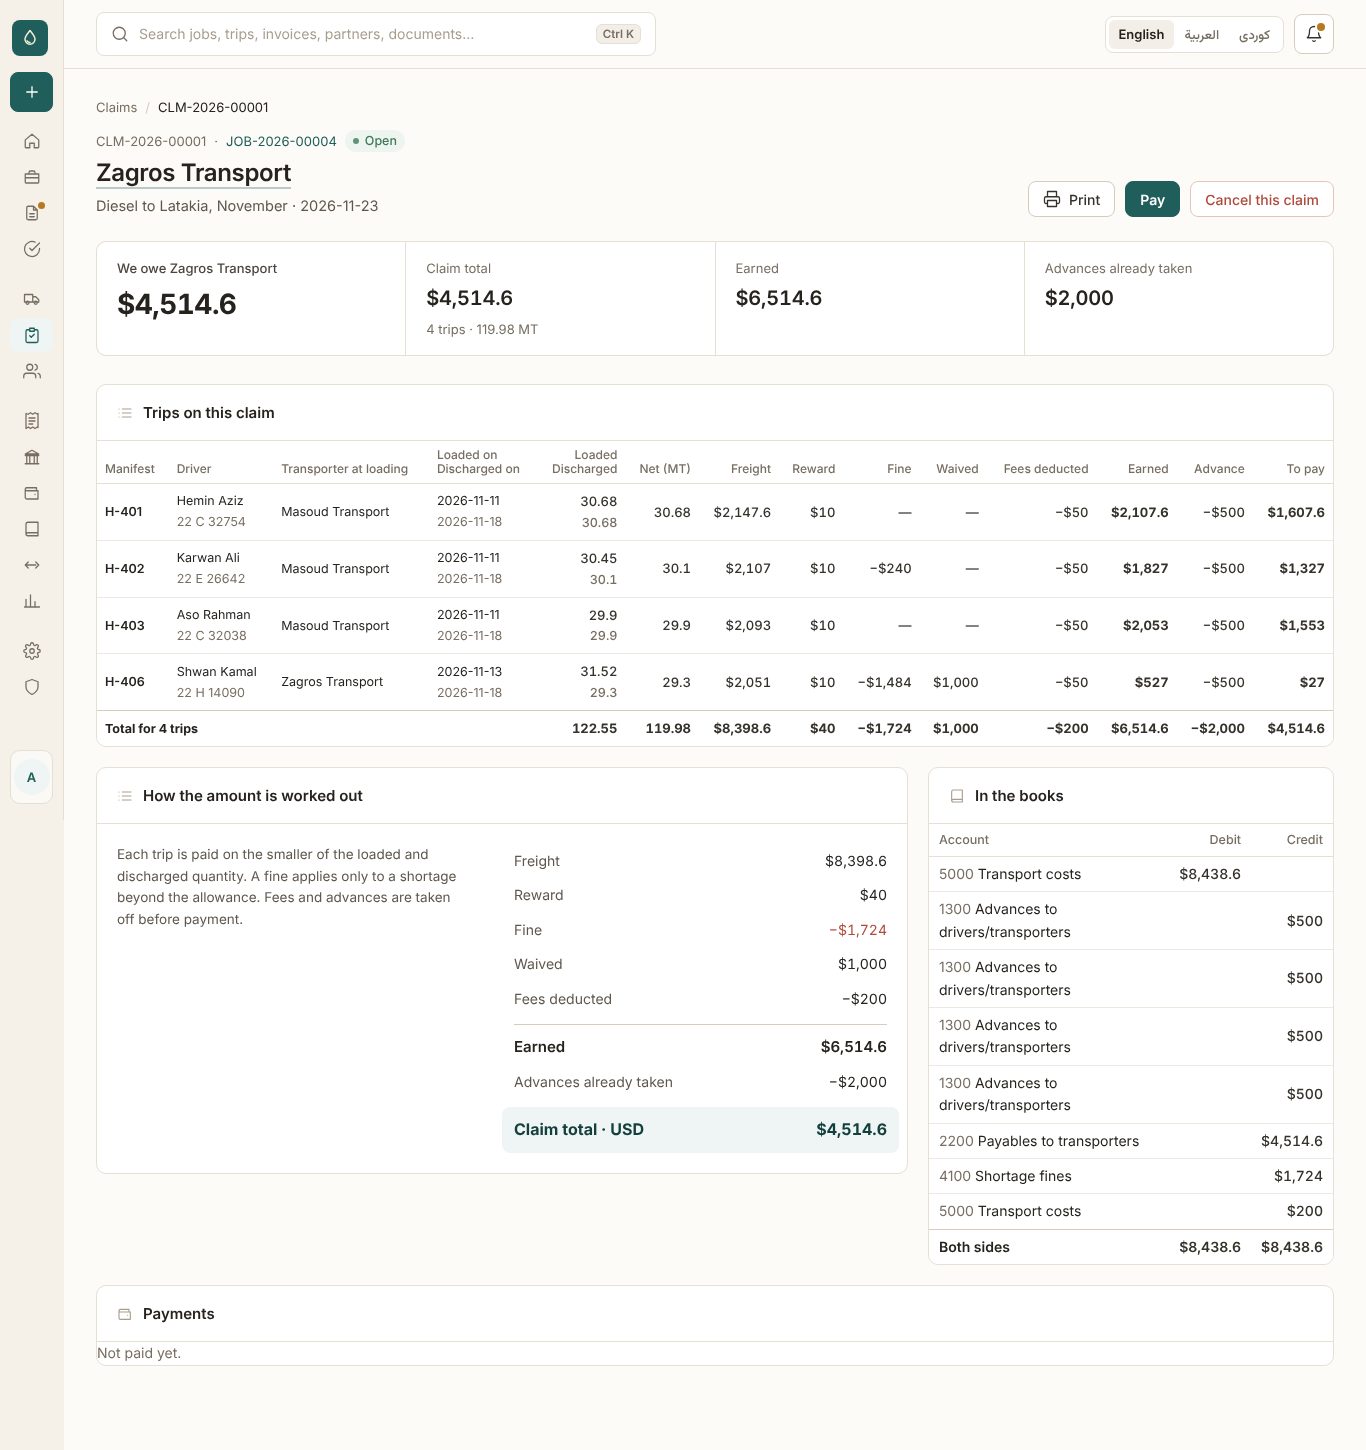 Search jobs, trips, invoices, partners, documents...
Ctrl K
English
العربية
کوردی
Claims / CLM-2026-00001
CLM-2026-00001 · JOB-2026-00004 Open
Zagros Transport
Diesel to Latakia, November · 2026-11-23
Print
Pay
Cancel this claim
We owe Zagros Transport
$4,514.6
Claim total
$4,514.6
4 trips · 119.98 MT
Earned
$6,514.6
Advances already taken
$2,000
Trips on this claim
Manifest Driver Transporter at loading Loaded on Discharged on Loaded Discharged Net (MT) Freight Reward Fine Waived Fees deducted Earned Advance To pay
H-401 Hemin Aziz 22 C 32754 Masoud Transport 2026-11-11 2026-11-18 30.68 30.68 30.68 $2,147.6 $10 — — −$50 $2,107.6 −$500 $1,607.6
H-402 Karwan Ali 22 E 26642 Masoud Transport 2026-11-11 2026-11-18 30.45 30.1 30.1 $2,107 $10 −$240 — −$50 $1,827 −$500 $1,327
H-403 Aso Rahman 22 C 32038 Masoud Transport 2026-11-11 2026-11-18 29.9 29.9 29.9 $2,093 $10 — — −$50 $2,053 −$500 $1,553
H-406 Shwan Kamal 22 H 14090 Zagros Transport 2026-11-13 2026-11-18 31.52 29.3 29.3 $2,051 $10 −$1,484 $1,000 −$50 $527 −$500 $27
Total for 4 trips 122.55 119.98 $8,398.6 $40 −$1,724 $1,000 −$200 $6,514.6 −$2,000 $4,514.6
A
How the amount is worked out
Each trip is paid on the smaller of the loaded and
discharged quantity. A fine applies only to a shortage
beyond the allowance. Fees and advances are taken
off before payment.
Freight $8,398.6
Reward $40
Fine −$1,724
Waived $1,000
Fees deducted −$200
Earned $6,514.6
Advances already taken −$2,000
Claim total · USD $4,514.6
In the books
Account Debit Credit
5000 Transport costs $8,438.6
1300 Advances to
drivers/transporters $500
1300 Advances to
drivers/transporters $500
1300 Advances to
drivers/transporters $500
1300 Advances to
drivers/transporters $500
2200 Payables to transporters $4,514.6
4100 Shortage fines $1,724
5000 Transport costs $200
Both sides $8,438.6 $8,438.6
Payments
Not paid yet.